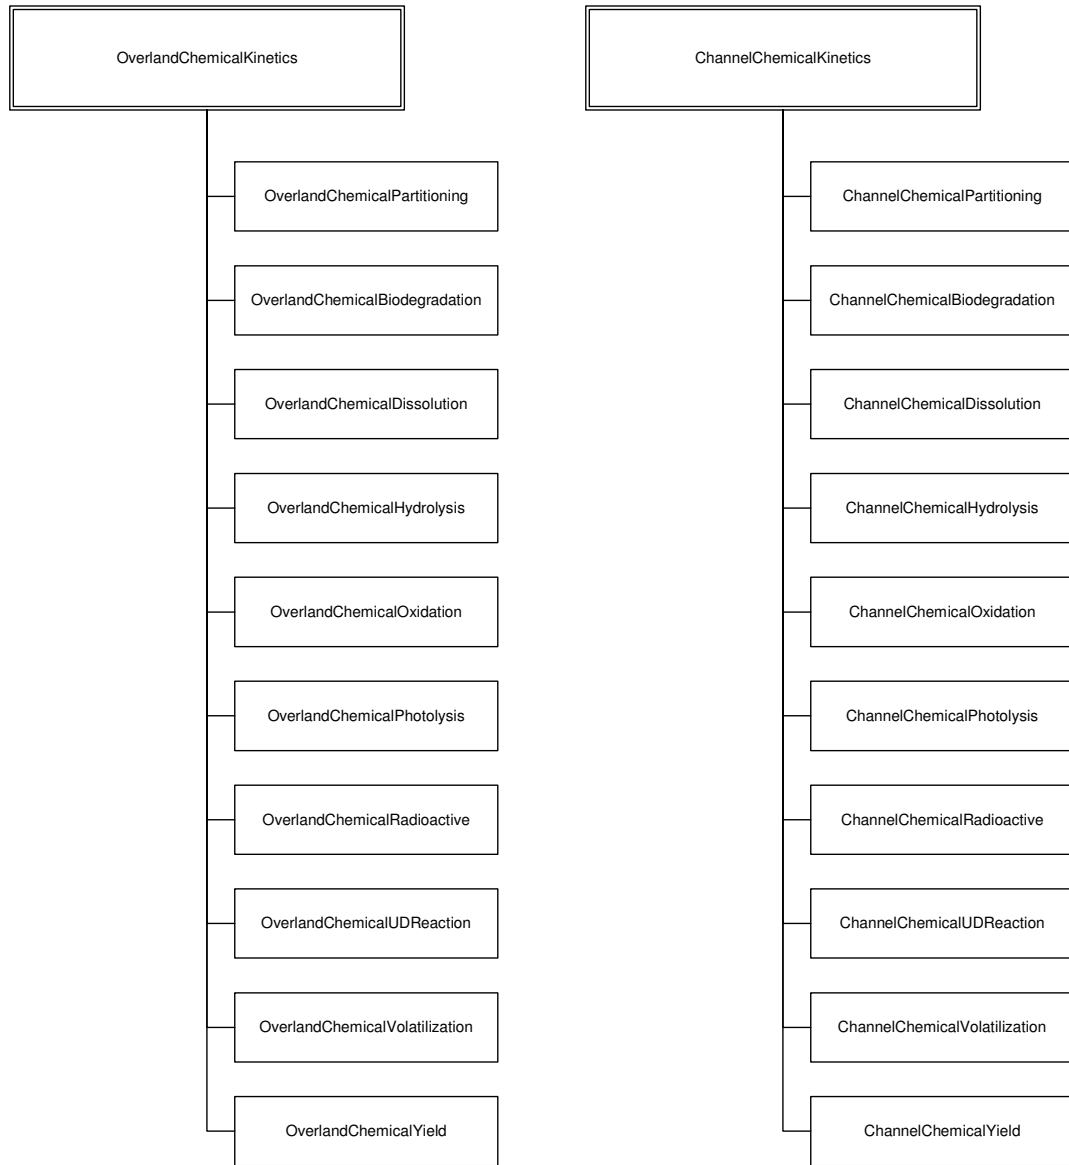 OverlandChemicalKinetics
OverlandChemicalPartitioning
OverlandChemicalBiodegradation
OverlandChemicalDissolution
OverlandChemicalHydrolysis
OverlandChemicalOxidation
OverlandChemicalPhotolysis
OverlandChemicalRadioactive
OverlandChemicalUDReaction
OverlandChemicalVolatilization
OverlandChemicalYield
ChannelChemicalKinetics
ChannelChemicalPartitioning
ChannelChemicalBiodegradation
ChannelChemicalDissolution
ChannelChemicalHydrolysis
ChannelChemicalOxidation
ChannelChemicalPhotolysis
ChannelChemicalRadioactive
ChannelChemicalUDReaction
ChannelChemicalVolatilization
ChannelChemicalYield